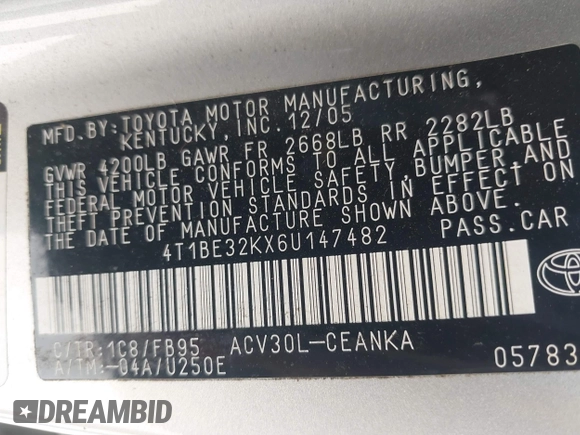 MFD.BY:TOYOTA MOTOR MANUFACTURING,
KENTUCKY,INC.12/05
GVWR 4200LB GAWR FR 2668LB RR 2282LB
THIS VEHICLE CONFORMS TO ALL APPLICABLE
FEDERAL MOTOR VEHICLE SAFETY,BUMPER,AND
THEFT PREVENTION STANDARDS IN EFFECT ON
THE DATE OF MANUFACTURE SHOWN ABOVE.
4T1BE32KX6U147482 PASS.CAR
C/TR:1C8/FB95 ACV30L-CEANKA
A/TM:-04A/U250E
05783
DREAMBID